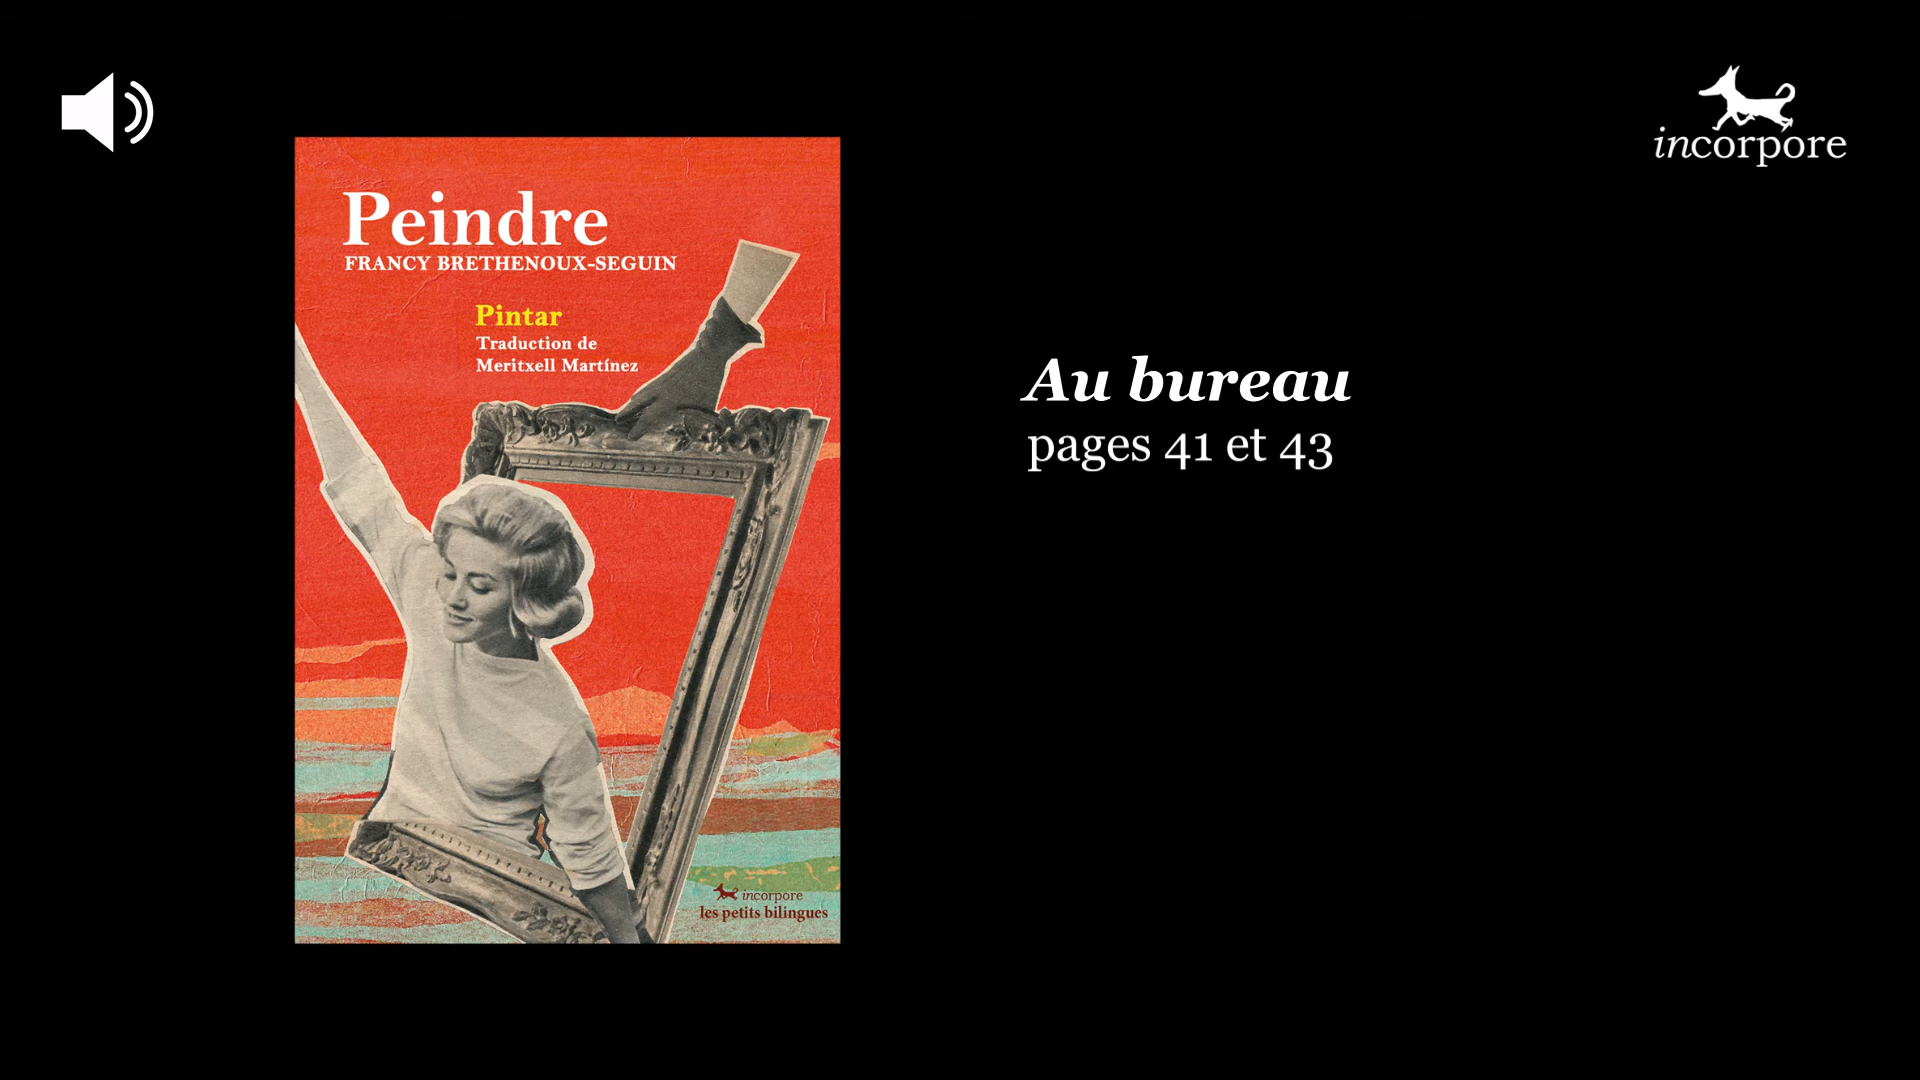 incorpore
Peindre
FRANCY BRETHENOUX-SEGUIN
Pintar
Traduction de
Meritxell Martínez
incorpore
les petits bilingues
Au bureau
pages 41 et 43